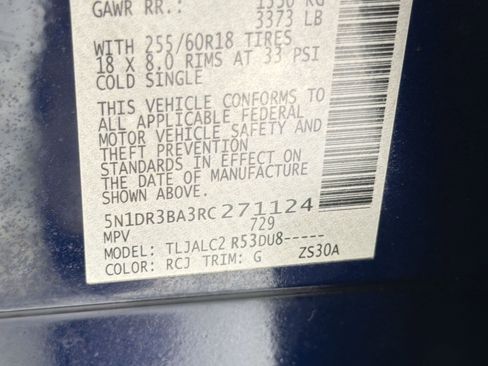 GAWR RR.: 1530 KG
3373 LB
WITH 255/60R18 TIRES
18 X 8.0 RIMS AT 33 PSI
COLD SINGLE
THIS VEHICLE CONFORMS TO
ALL APPLICABLE FEDERAL
MOTOR VEHICLE SAFETY AND
THEFT PREVENTION
STANDARDS IN EFFECT ON
THE DATE OF MANUFACTURE
SHOWN ABOVE.
5N1DR3BA3RC271124
MPV 729
MODEL: TLJALC2 R53DU8-----
COLOR: RCJ TRIM: G ZS30A